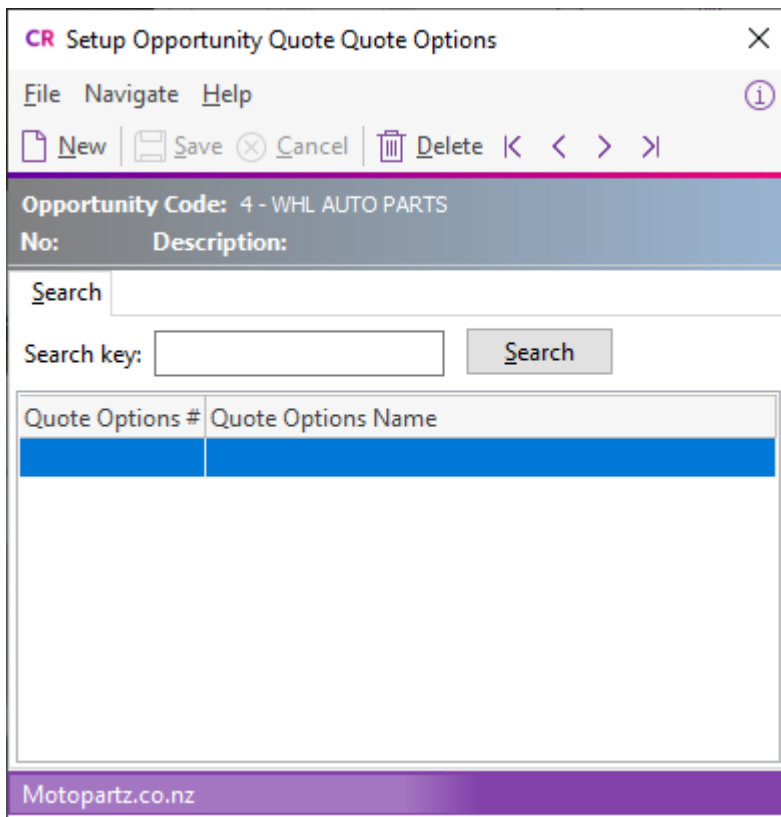 CR Setup Opportunity Quote Quote Options
File Navigate Help
New Save Cancel Delete
Opportunity Code: 4 - WHL AUTO PARTS
No: Description:
Search
Search key: Search
Quote Options # Quote Options Name
Motopartz.co.nz